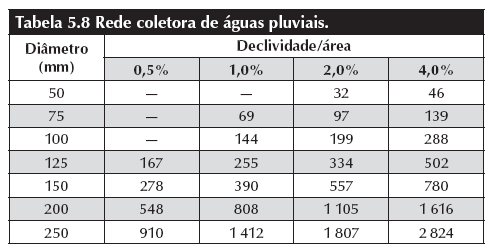 Tabela 5.8 Rede coletora de águas pluviais.
Diâmetro (mm) Declividade/área
0,5% 1,0% 2,0% 4,0%
50 — — 32 46
75 — 69 97 139
100 — 144 199 288
125 167 255 334 502
150 278 390 557 780
200 548 808 1 105 1 616
250 910 1 412 1 807 2 824